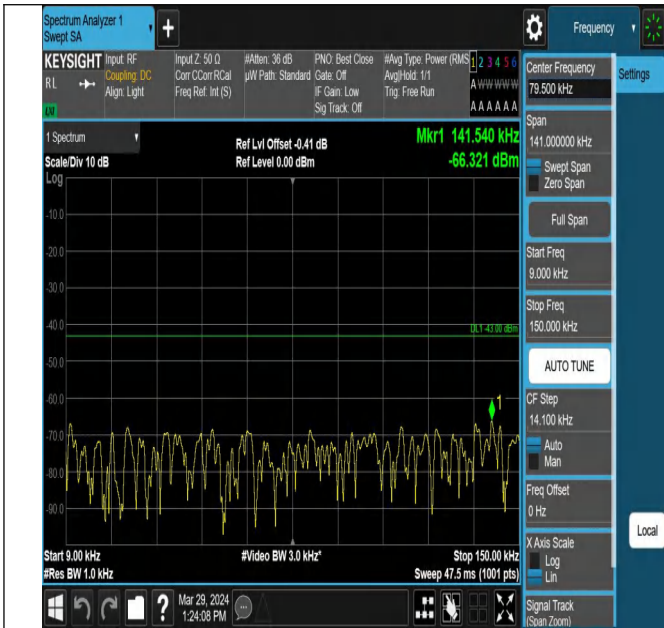 Spectrum Analyzer 1
Swept SA
+
Frequency
KEYSIGHT
RL
LXI
Input: RF
Coupling: DC
Align: Light
Input Z: 50 Ω
Corr CCorr RCal
Freq Ref: Int (S)
#Atten: 36 dB
µW Path: Standard
PNO: Best Close
Gate: Off
IF Gain: Low
Sig Track: Off
#Avg Type: Power (RMS
Avg|Hold: 1/1
Trig: Free Run
1 2 3 4 5 6
A W W W W W
A A A A A A
1 Spectrum
Scale/Div 10 dB
Log
Ref Lvl Offset -0.41 dB
Ref Level 0.00 dBm
Mkr1 141.540 kHz
-66.321 dBm
-10.0
-20.0
-30.0
-40.0
-50.0
-60.0
-70.0
-80.0
-90.0
DL1 -43.00 dBm
1
Start 9.00 kHz
#Res BW 1.0 kHz
#Video BW 3.0 kHz*
Stop 150.00 kHz
Sweep 47.5 ms (1001 pts)
Center Frequency
79.500 kHz
Settings
Span
141.000000 kHz
Swept Span
Zero Span
Full Span
Start Freq
9.000 kHz
Stop Freq
150.000 kHz
AUTO TUNE
CF Step
14.100 kHz
Auto
Man
Freq Offset
0 Hz
X Axis Scale
Log
Lin
Local
Signal Track
(Span Zoom)
?
Mar 29, 2024
1:24:08 PM